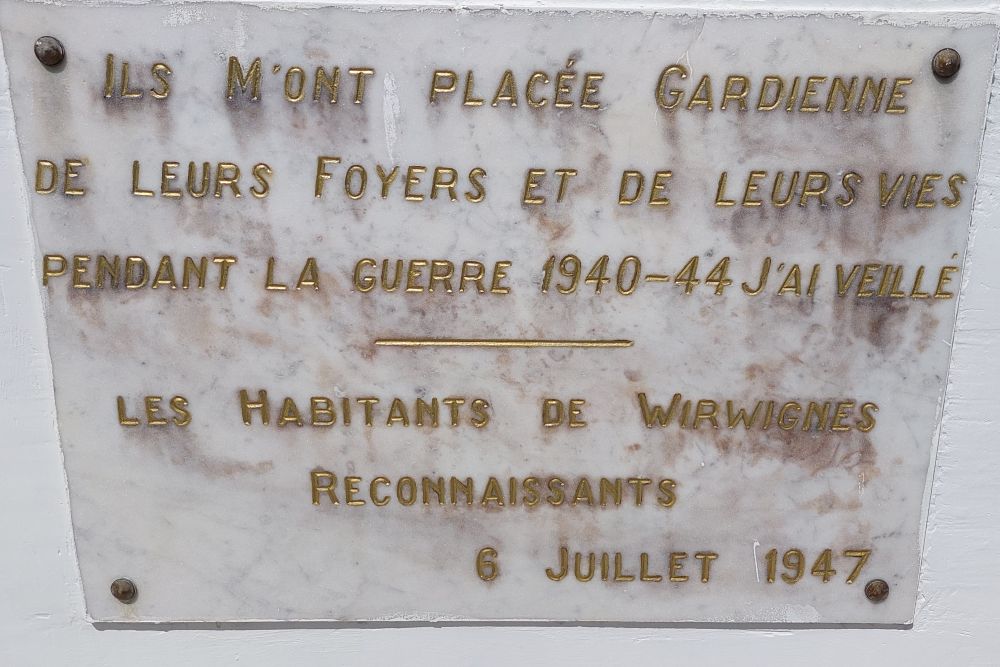 ILS M'ONT PLACÉE GARDIENNE
DE LEURS FOYERS ET DE LEURS VIES
PENDANT LA GUERRE 1940-44 J'AI VEILLÉ
LES HABITANTS DE WIRWIGNES
RECONNAISSANTS
6 JUILLET 1947